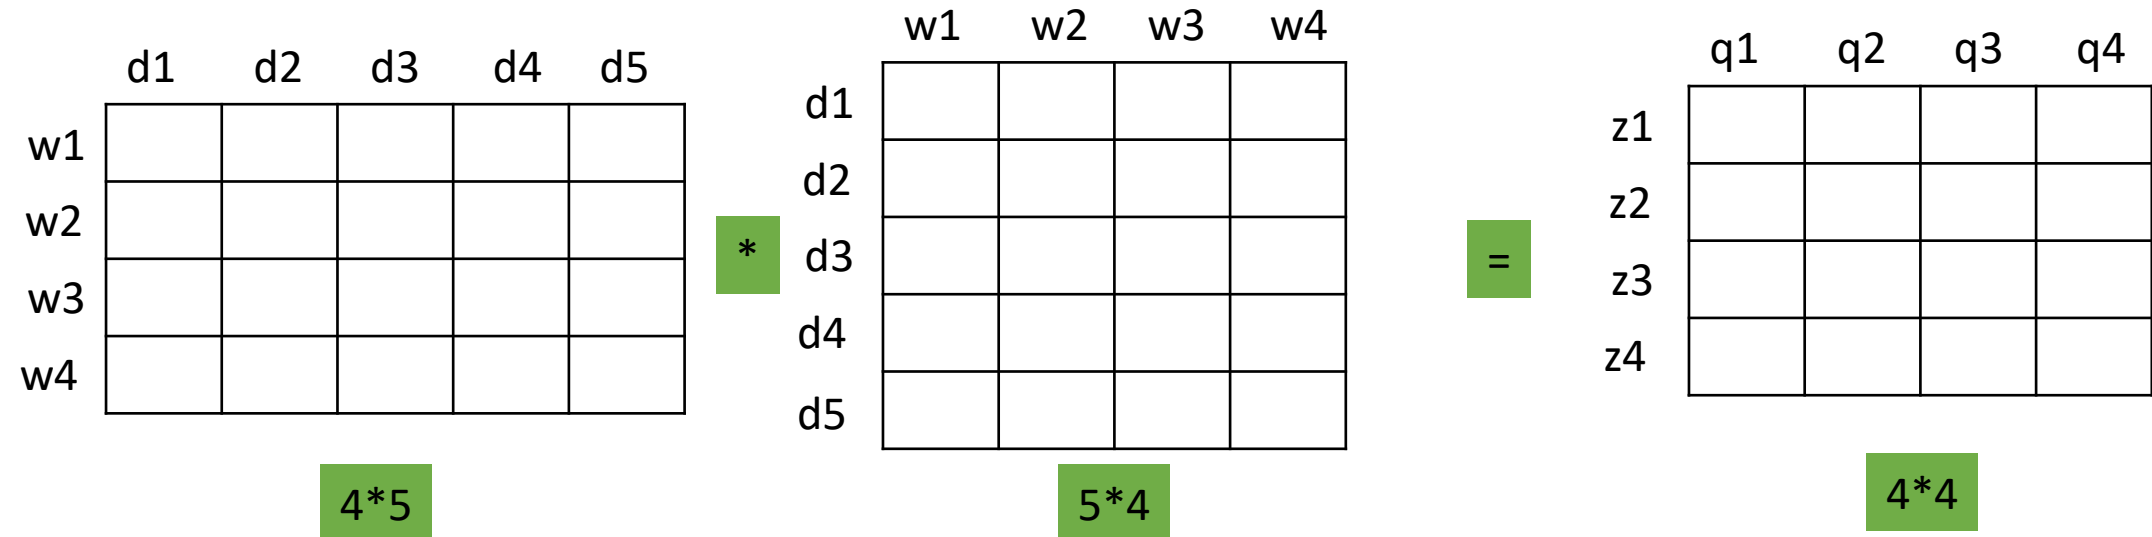 d1 d2 d3 d4 d5
w1
w2
w3
w4
4*5
*
w1 w2 w3 w4
d1
d2
d3
d4
d5
5*4
=
q1 q2 q3 q4
z1
z2
z3
z4
4*4